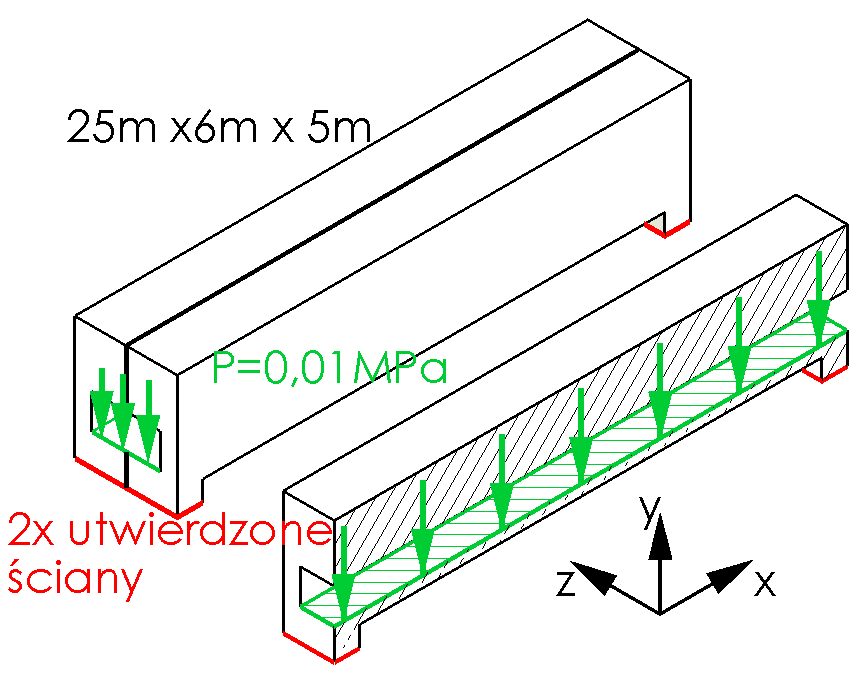 25m x6m x 5m
P=0,01MPa
2x utwierdzone
ściany
y
z
x